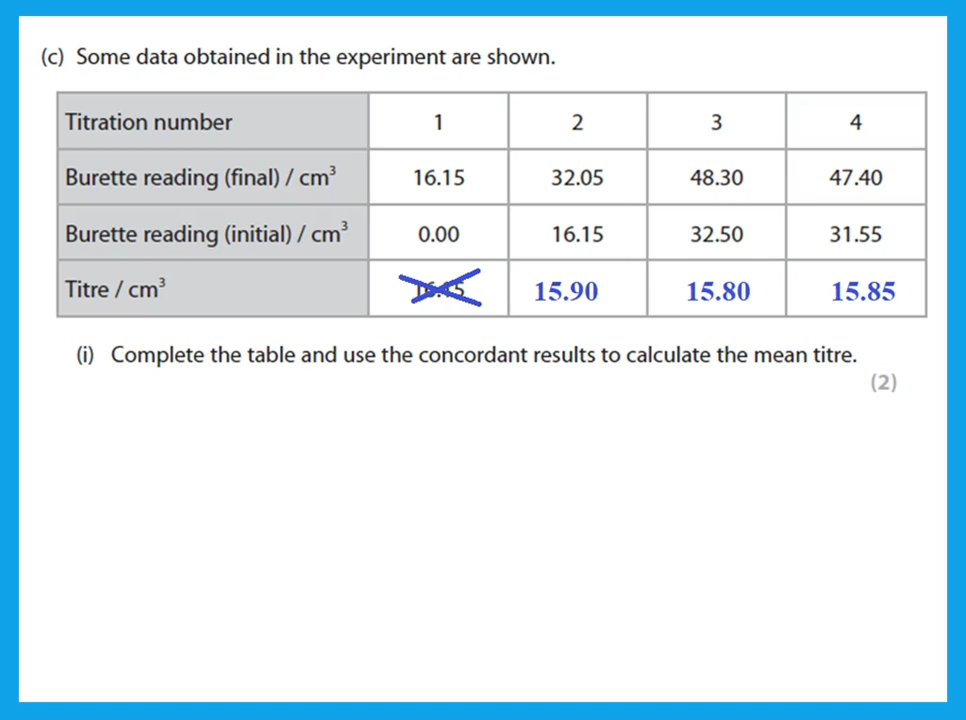 (c) Some data obtained in the experiment are shown.
Titration number 1 2 3 4
Burette reading (final) / cm³ 16.15 32.05 48.30 47.40
Burette reading (initial) / cm³ 0.00 16.15 32.50 31.55
Titre / cm³ 16.15 15.90 15.80 15.85
(i) Complete the table and use the concordant results to calculate the mean titre.
(2)